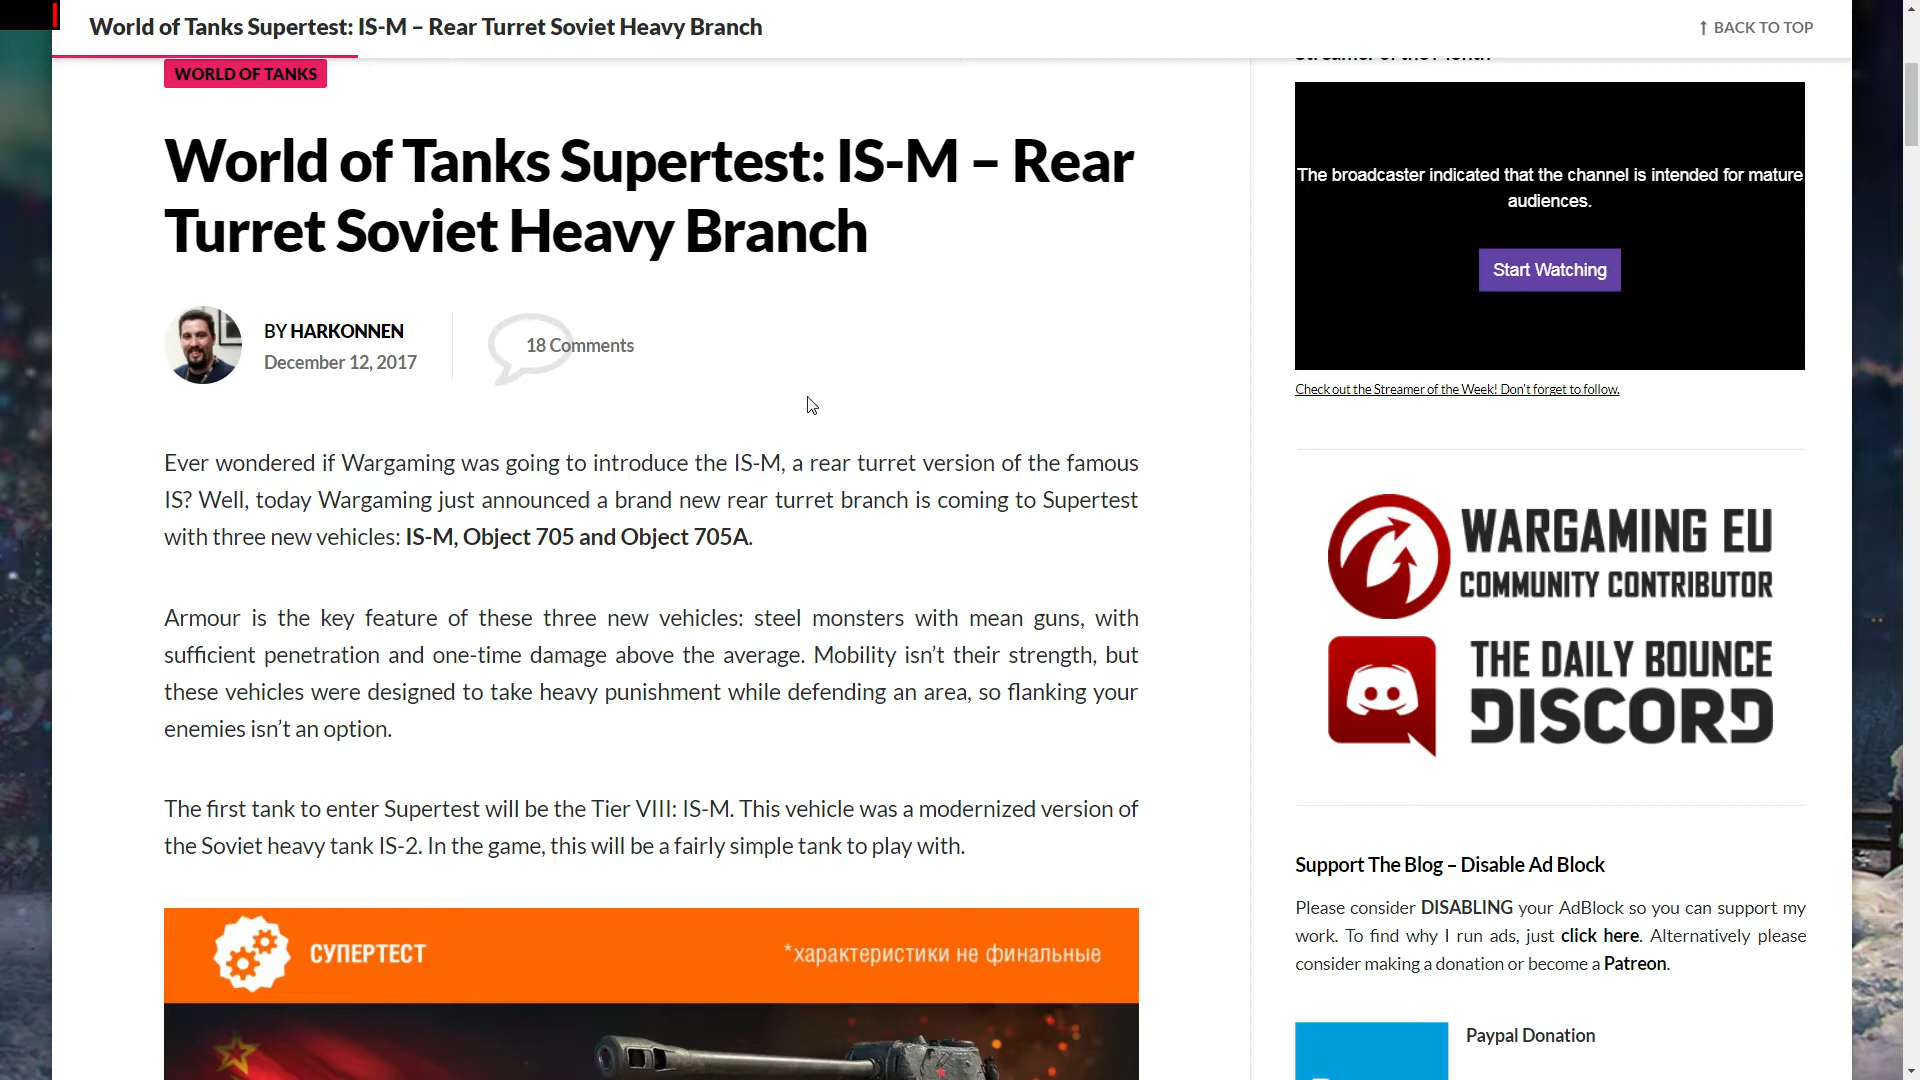 World of Tanks Supertest: IS-M – Rear Turret Soviet Heavy Branch
↑ BACK TO TOP
WORLD OF TANKS
World of Tanks Supertest: IS-M – Rear
Turret Soviet Heavy Branch
BY HARKONNEN
December 12, 2017
18 Comments
Ever wondered if Wargaming was going to introduce the IS-M, a rear turret version of the famous
IS? Well, today Wargaming just announced a brand new rear turret branch is coming to Supertest
with three new vehicles: IS-M, Object 705 and Object 705A.
Armour is the key feature of these three new vehicles: steel monsters with mean guns, with
sufficient penetration and one-time damage above the average. Mobility isn’t their strength, but
these vehicles were designed to take heavy punishment while defending an area, so flanking your
enemies isn’t an option.
The first tank to enter Supertest will be the Tier VIII: IS-M. This vehicle was a modernized version of
the Soviet heavy tank IS-2. In the game, this will be a fairly simple tank to play with.
СУПЕРТЕСТ
*характеристики не финальные
Streamer of the Month
The broadcaster indicated that the channel is intended for mature
audiences.
Start Watching
Check out the Streamer of the Week! Don't forget to follow.
WARGAMING EU
COMMUNITY CONTRIBUTOR
THE DAILY BOUNCE
DISCORD
Support The Blog – Disable Ad Block
Please consider DISABLING your AdBlock so you can support my
work. To find why I run ads, just click here. Alternatively please
consider making a donation or become a Patreon.
Paypal Donation